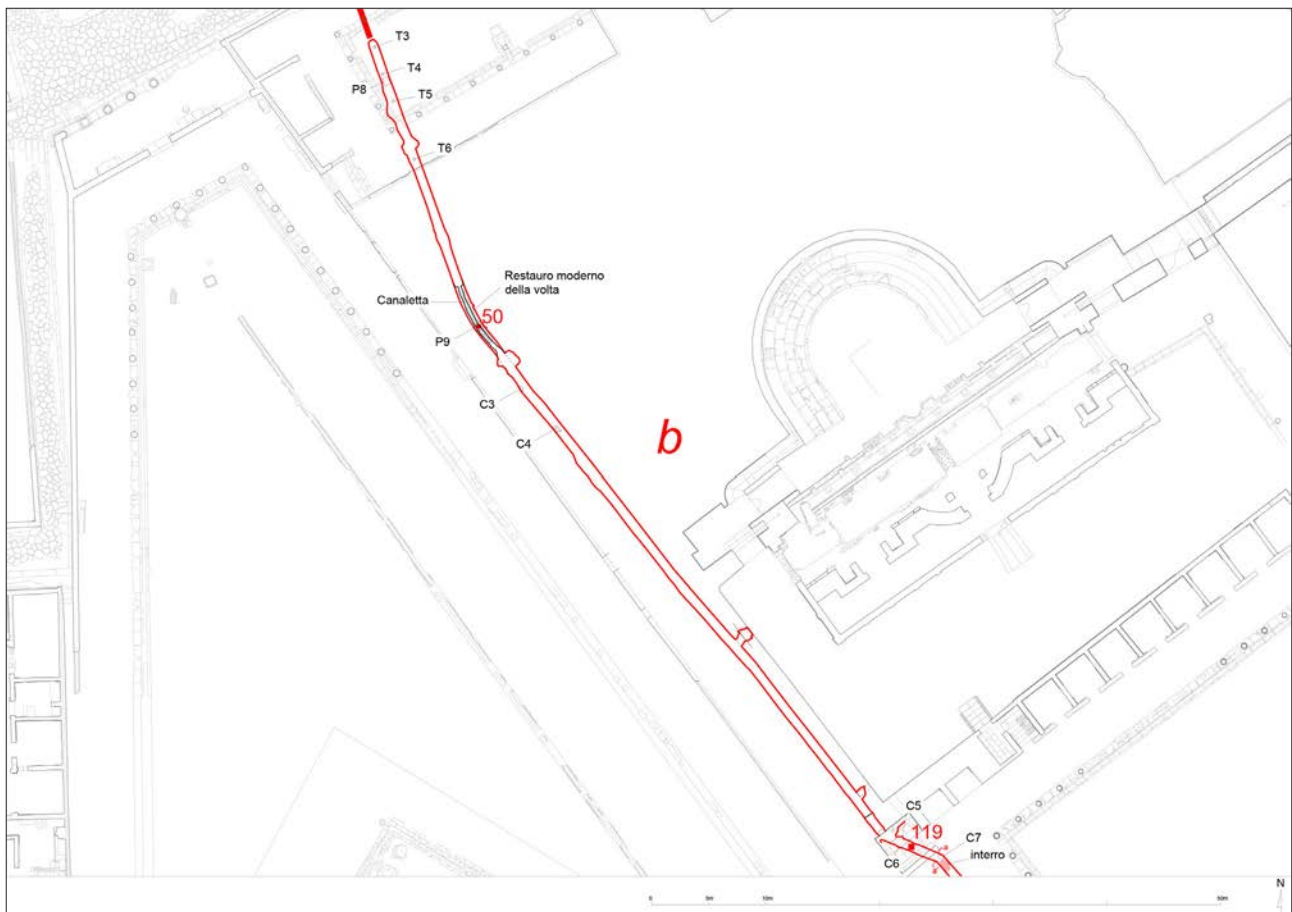 T3
T4
P8
T5
T6
Restauro moderno
della volta
Canaletta
50
P9
C3
b
C4
C5
119
C7
C6
interro
N
0
5m
10m
50m